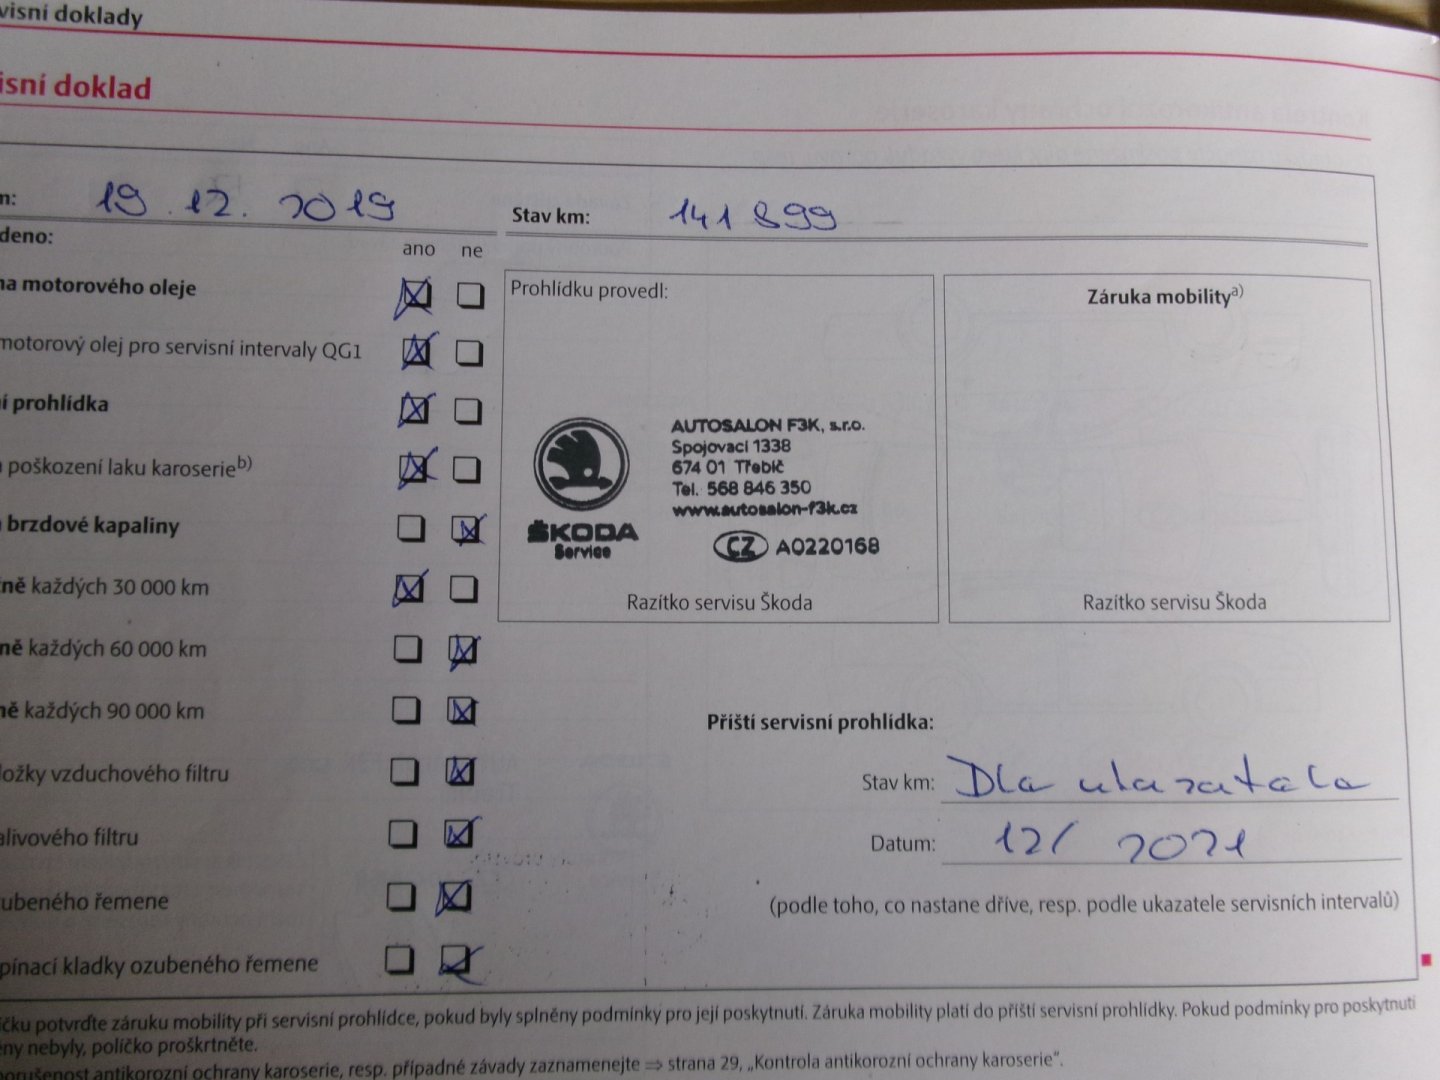 visní doklady
isní doklad
n: 19.12.2019 Stav km: 141 899
deno: ano ne
na motorového oleje
motorový olej pro servisní intervaly QG1
í prohlídka
poškození laku karoserieb)
brzdové kapaliny
ně každých 30 000 km
ně každých 60 000 km
ně každých 90 000 km
ložky vzduchového filtru
alivového filtru
ubeného řemene
pínací kladky ozubeného řemene
Prohlídku provedl:
AUTOSALON F3K, s.r.o.
Spojovací 1338
674 01 Třebíč
Tel. 568 846 350
www.autosalon-f3k.cz
CZ A0220168
ŠKODA
Service
Razítko servisu Škoda
Záruka mobilitya)
Razítko servisu Škoda
Příští servisní prohlídka:
Stav km: Dla ukazatele
Datum: 12/ 2021
(podle toho, co nastane dříve, resp. podle ukazatele servisních intervalů)
íčku potvrďte záruku mobility při servisní prohlídce, pokud byly splněny podmínky pro její poskytnutí. Záruka mobility platí do příští servisní prohlídky. Pokud podmínky pro poskytnutí
ěny nebyly, políčko proškrtněte.
porušenost antikorozní ochrany karoserie, resp. případné závady zaznamenejte ⇒ strana 29, „Kontrola antikorozní ochrany karoserie“.